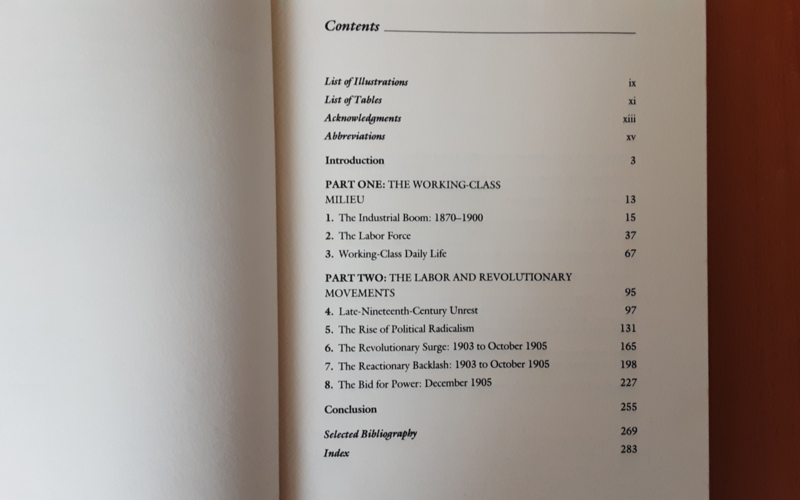 Contents
List of Illustrations ix
List of Tables xi
Acknowledgments xiii
Abbreviations xv
Introduction 3
PART ONE: THE WORKING-CLASS
MILIEU 13
1. The Industrial Boom: 1870–1900 15
2. The Labor Force 37
3. Working-Class Daily Life 67
PART TWO: THE LABOR AND REVOLUTIONARY
MOVEMENTS 95
4. Late-Nineteenth-Century Unrest 97
5. The Rise of Political Radicalism 131
6. The Revolutionary Surge: 1903 to October 1905 165
7. The Reactionary Backlash: 1903 to October 1905 198
8. The Bid for Power: December 1905 227
Conclusion 255
Selected Bibliography 269
Index 283